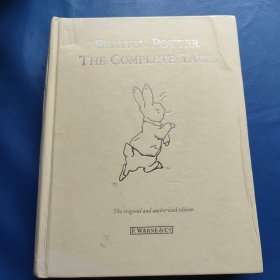 BEATRIX POTTER
THE COMPLETE TALES
The original and authorized edition
F. WARNE & Co